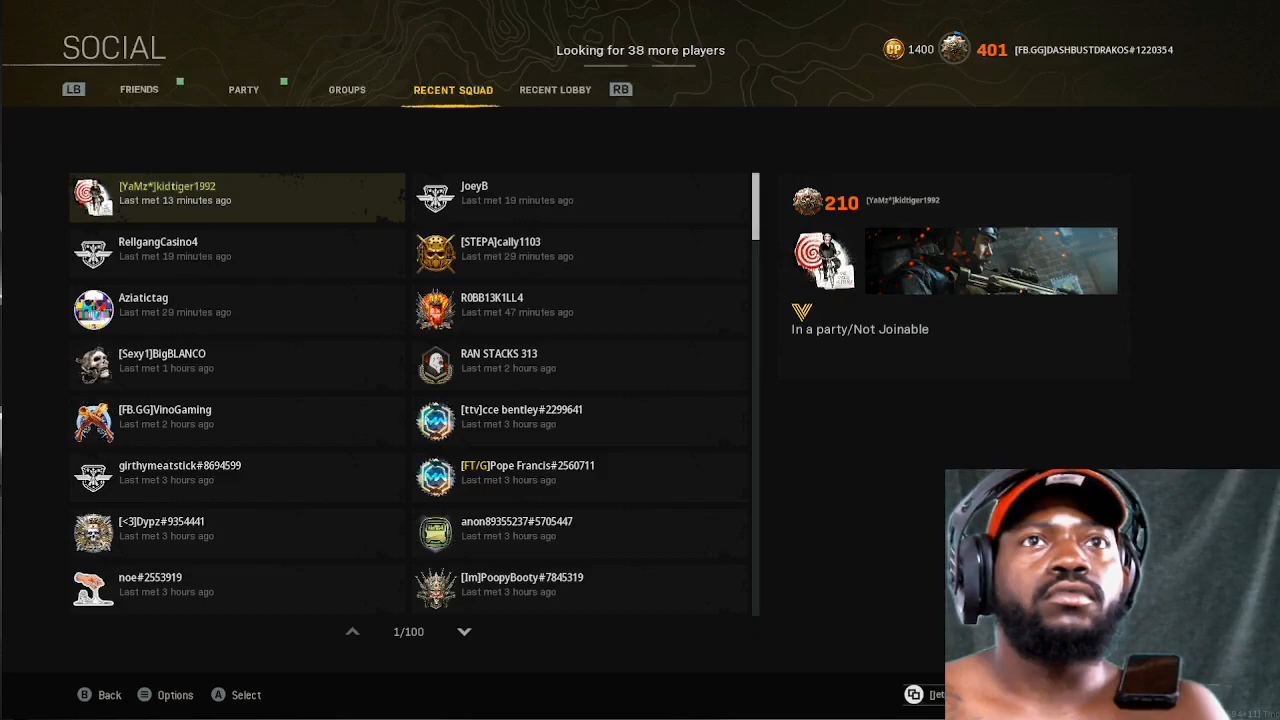 SOCIAL
Looking for 38 more players
CP 1400 401 [FB.GG]DASHBUSTDRAKOS#1220354
LB FRIENDS PARTY GROUPS RECENT SQUAD RECENT LOBBY RB
[YaMz*]kidtiger1992
Last met 13 minutes ago
JoeyB
Last met 19 minutes ago
RellgangCasino4
Last met 19 minutes ago
[STEPA]cally1103
Last met 29 minutes ago
Aziatictag
Last met 29 minutes ago
R0BB13K1LL4
Last met 47 minutes ago
[Sexy1]BigBLANCO
Last met 1 hours ago
RAN STACKS 313
Last met 2 hours ago
[FB.GG]VinoGaming
Last met 2 hours ago
[ttv]cce bentley#2299641
Last met 3 hours ago
girthymeatstick#8694599
Last met 3 hours ago
[FT/G]Pope Francis#2560711
Last met 3 hours ago
[<3]Dypz#9354441
Last met 3 hours ago
anon89355237#5705447
Last met 3 hours ago
noe#2553919
Last met 3 hours ago
[Im]PoopyBooty#7845319
Last met 3 hours ago
1/100
210 [YaMz*]kidtiger1992
In a party/Not Joinable
B Back Options A Select
[Jet